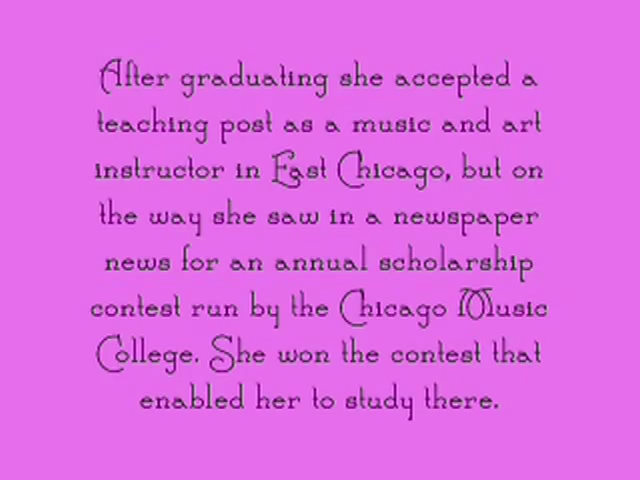 After graduating she accepted a
teaching post as a music and art
instructor in East Chicago, but on
the way she saw in a newspaper
news for an annual scholarship
contest run by the Chicago Music
College. She won the contest that
enabled her to study there.